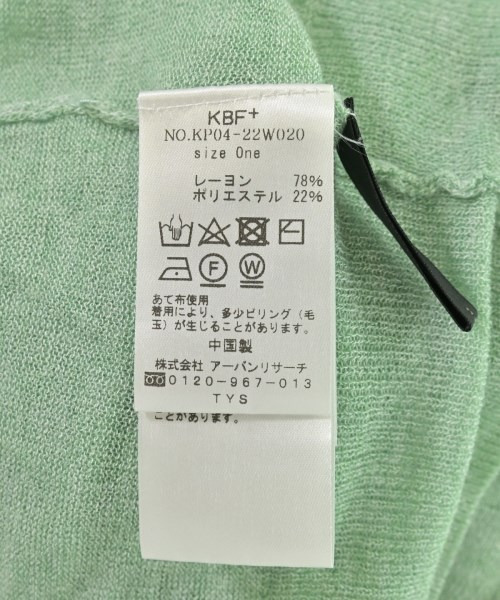 KBF+
NO.KP04-22W020
size One
レーヨン 78%
ポリエステル 22%
F W
あて布使用
着用により、多少ピリング（毛
玉）が生じることがあります。
中国製
株式会社 アーバンリサーチ
0120-967-013
TYS
ことがあります。